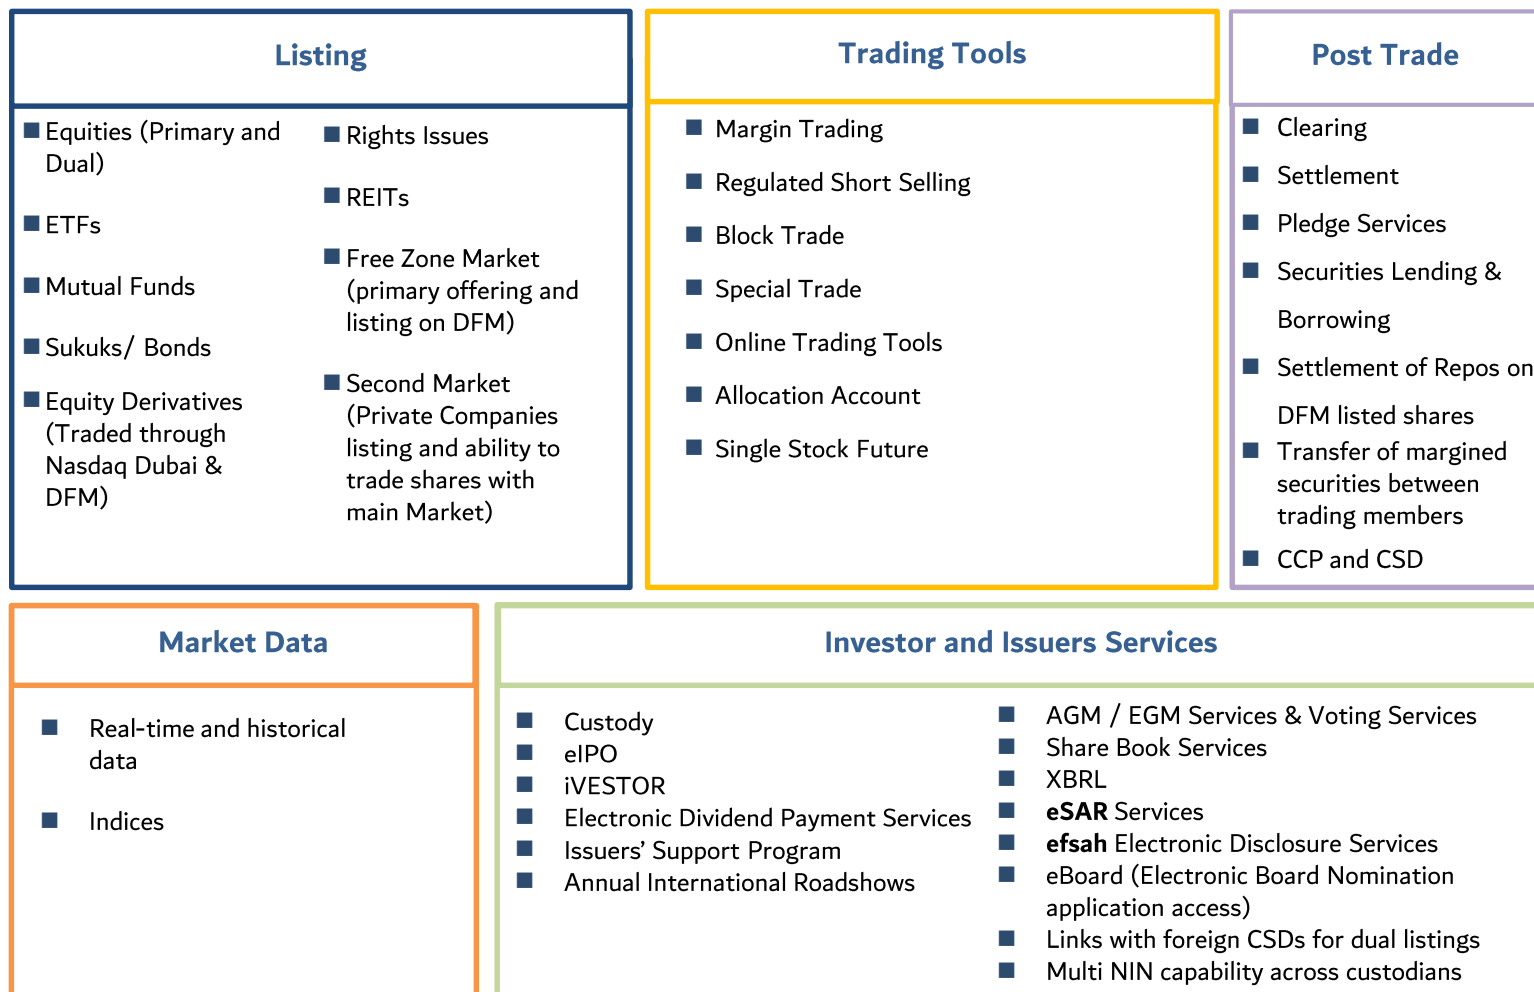 Listing
Equities (Primary and
Dual)
ETFs
Mutual Funds
Sukuks/ Bonds
Equity Derivatives
(Traded through
Nasdaq Dubai &
DFM)
Rights Issues
REITs
Free Zone Market
(primary offering and
listing on DFM)
Second Market
(Private Companies
listing and ability to
trade shares with
main Market)
Trading Tools
Margin Trading
Regulated Short Selling
Block Trade
Special Trade
Online Trading Tools
Allocation Account
Single Stock Future
Post Trade
Clearing
Settlement
Pledge Services
Securities Lending &
Borrowing
Settlement of Repos on
DFM listed shares
Transfer of margined
securities between
trading members
CCP and CSD
Market Data
Real-time and historical
data
Indices
Investor and Issuers Services
Custody
eIPO
iVESTOR
Electronic Dividend Payment Services
Issuers’ Support Program
Annual International Roadshows
AGM / EGM Services & Voting Services
Share Book Services
XBRL
eSAR Services
efsah Electronic Disclosure Services
eBoard (Electronic Board Nomination
application access)
Links with foreign CSDs for dual listings
Multi NIN capability across custodians